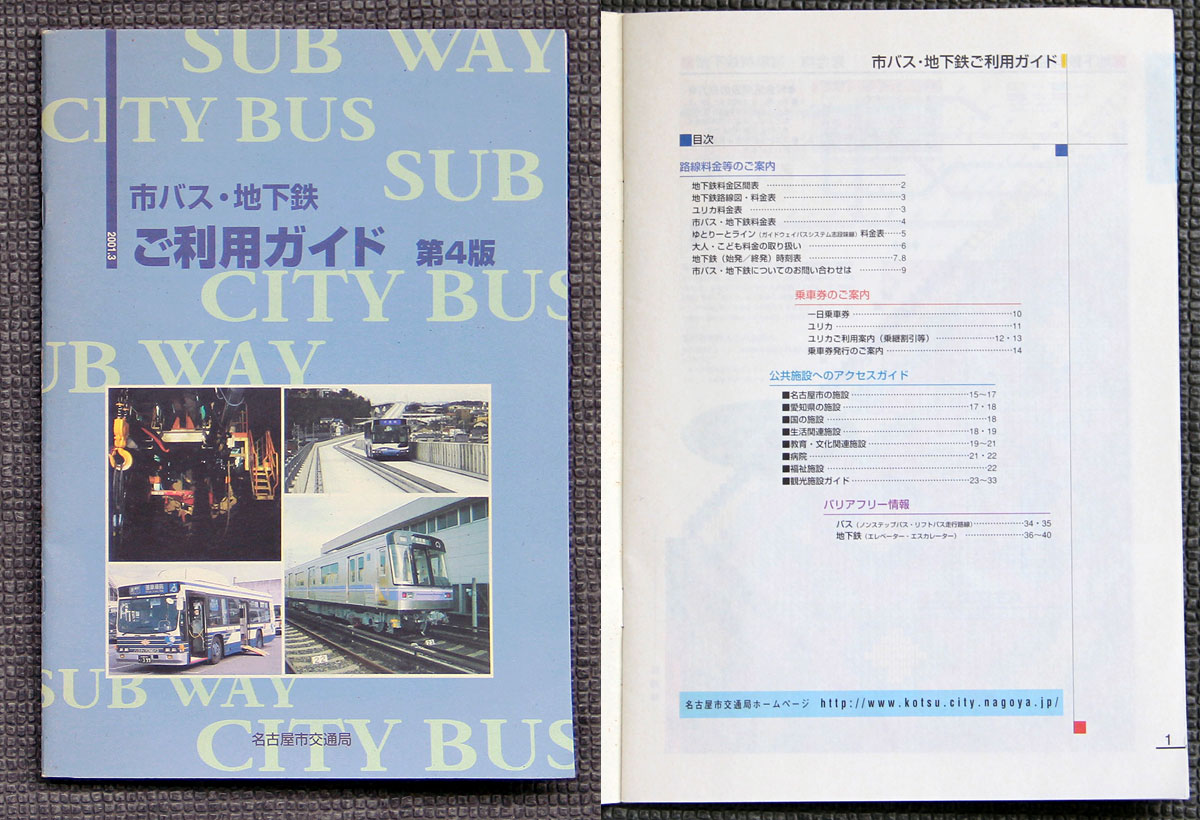 SUB WAY
CITY BUS
SUB
市バス・地下鉄
2001.3
ご利用ガイド 第4版
CITY BUS
UB WAY
SUB WAY
CITY BUS
名古屋市交通局
市バス・地下鉄ご利用ガイド
■目次
路線料金等のご案内
地下鉄料金区間表 2
地下鉄路線図・料金表 3
ユリカ料金表 3
市バス・地下鉄料金表 4
ゆとりーとライン(ガイドウェイバスシステム志段味線)料金表 5
大人・こども料金の取り扱い 6
地下鉄(始発/終発)時刻表 7.8
市バス・地下鉄についてのお問い合わせは 9
乗車券のご案内
一日乗車券 10
ユリカ 11
ユリカご利用案内(乗継割引等) 12・13
乗車券発行のご案内 14
公共施設へのアクセスガイド
■名古屋市の施設 15〜17
■愛知県の施設 17・18
■国の施設 18
■生活関連施設 18・19
■教育・文化関連施設 19〜21
■病院 21・22
■福祉施設 22
■観光施設ガイド 23〜33
バリアフリー情報
バス(ノンステップバス・リフトバス走行路線) 34・35
地下鉄(エレベーター・エスカレーター) 36〜40
名古屋市交通局ホームページ http://www.kotsu.city.nagoya.jp/
1